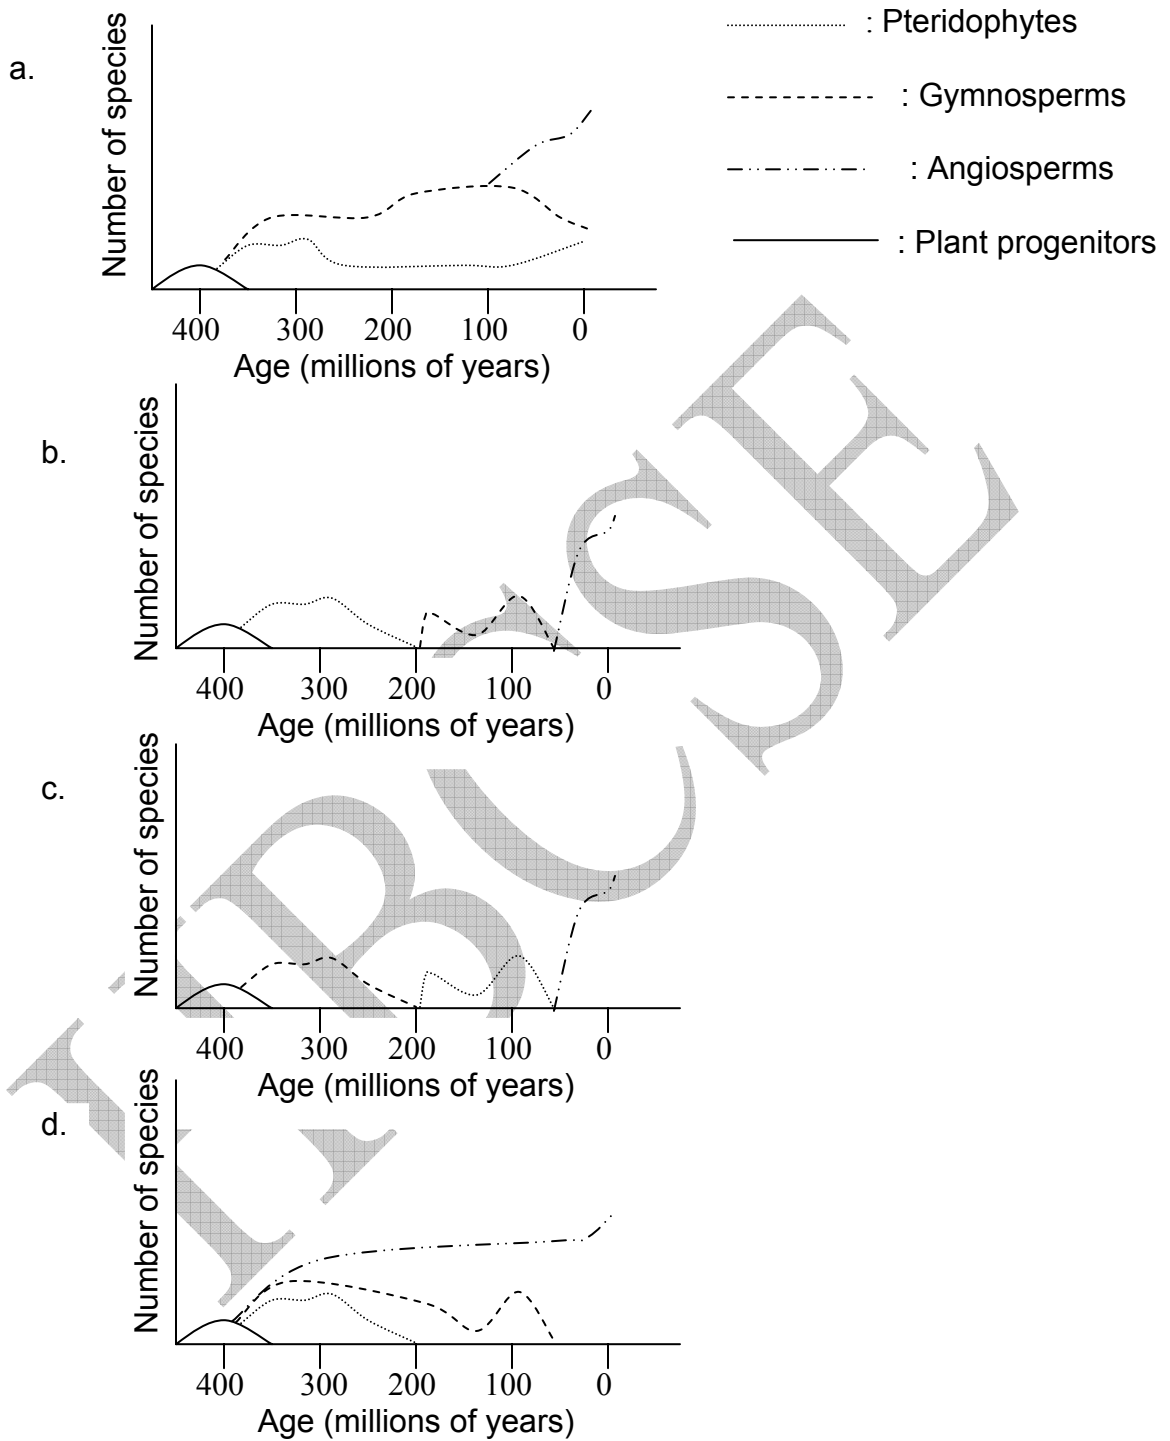 : Pteridophytes
: Gymnosperms
: Angiosperms
: Plant progenitors
a.
Number of species
400 300 200 100 0
Age (millions of years)
b.
Number of species
400 300 200 100 0
Age (millions of years)
c.
Number of species
400 300 200 100 0
Age (millions of years)
d.
Number of species
400 300 200 100 0
Age (millions of years)
HBCSE